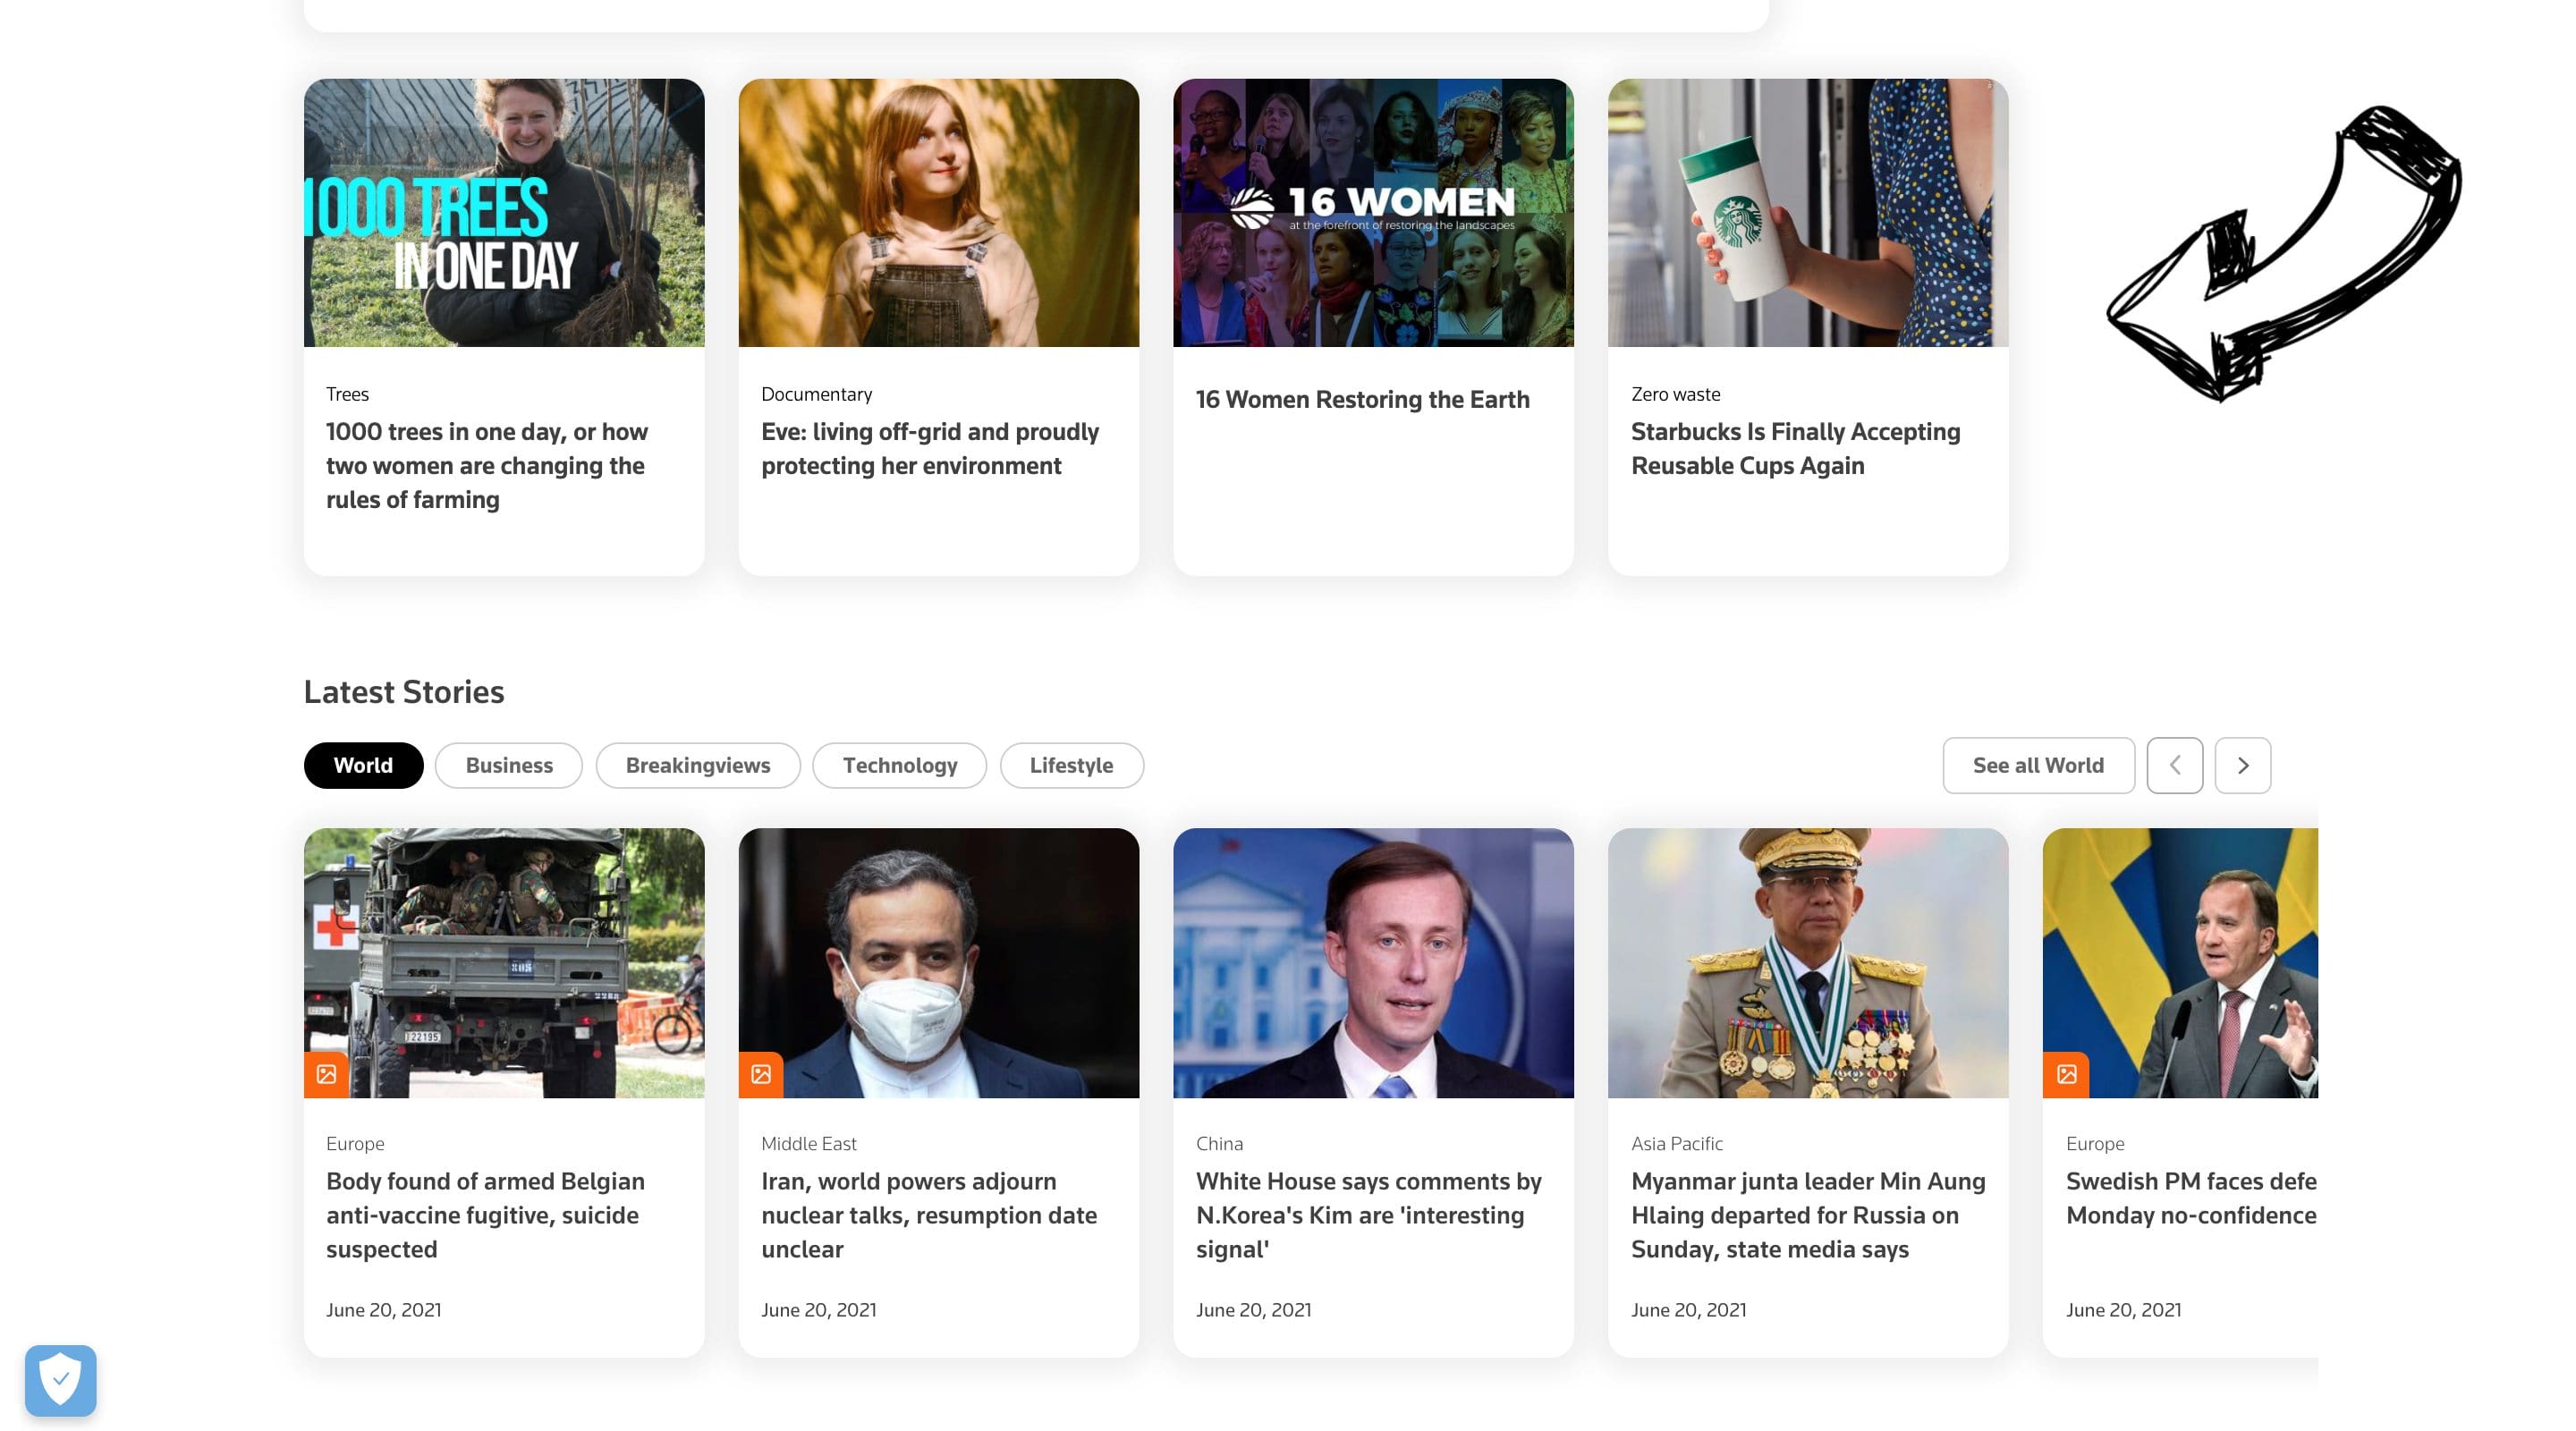 1000 TREES
IN ONE DAY
16 WOMEN
at the forefront of restoring the landscapes
Trees
1000 trees in one day, or how
two women are changing the
rules of farming
Documentary
Eve: living off-grid and proudly
protecting her environment
16 Women Restoring the Earth
Zero waste
Starbucks Is Finally Accepting
Reusable Cups Again
Latest Stories
World
Business
Breakingviews
Technology
Lifestyle
See all World
22195
Europe
Body found of armed Belgian
anti-vaccine fugitive, suicide
suspected
June 20, 2021
Middle East
Iran, world powers adjourn
nuclear talks, resumption date
unclear
June 20, 2021
China
White House says comments by
N.Korea's Kim are 'interesting
signal'
June 20, 2021
Asia Pacific
Myanmar junta leader Min Aung
Hlaing departed for Russia on
Sunday, state media says
June 20, 2021
Europe
Swedish PM faces defe
Monday no-confidence
June 20, 2021